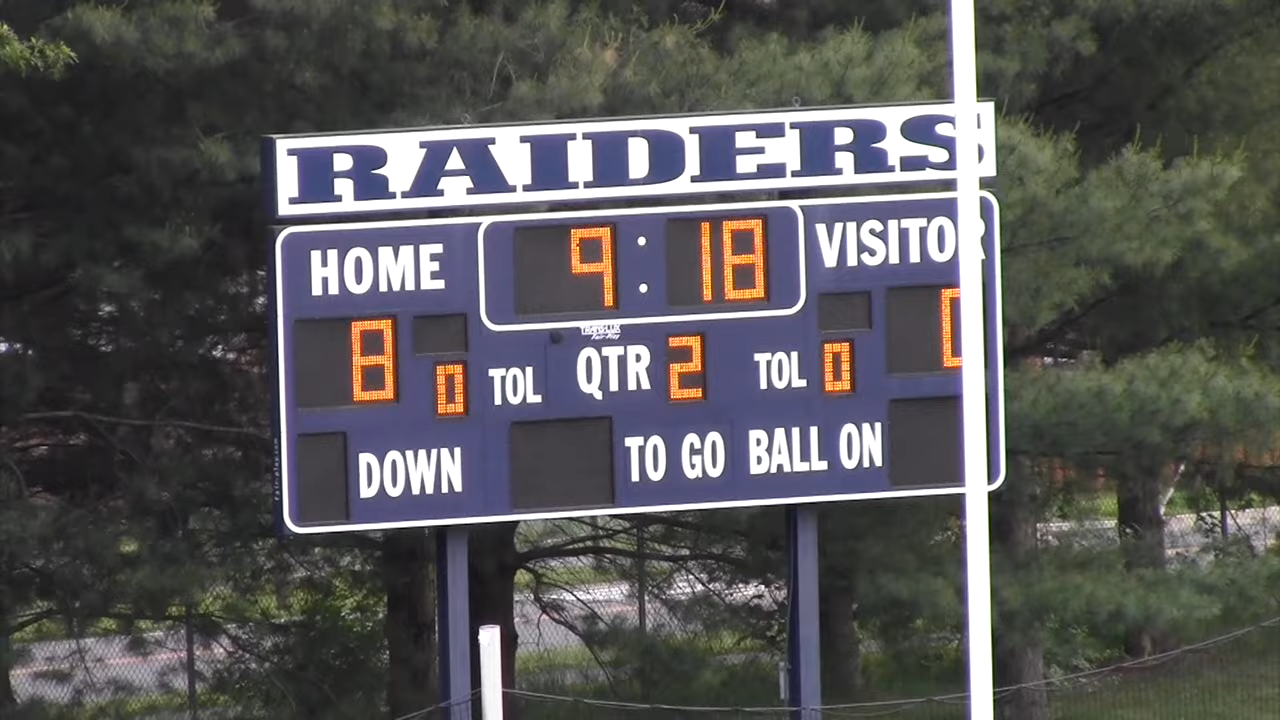 RAIDERS
HOME 9:18 VISITOR
8 0 TOL QTR 2 TOL 0
DOWN TO GO BALL ON